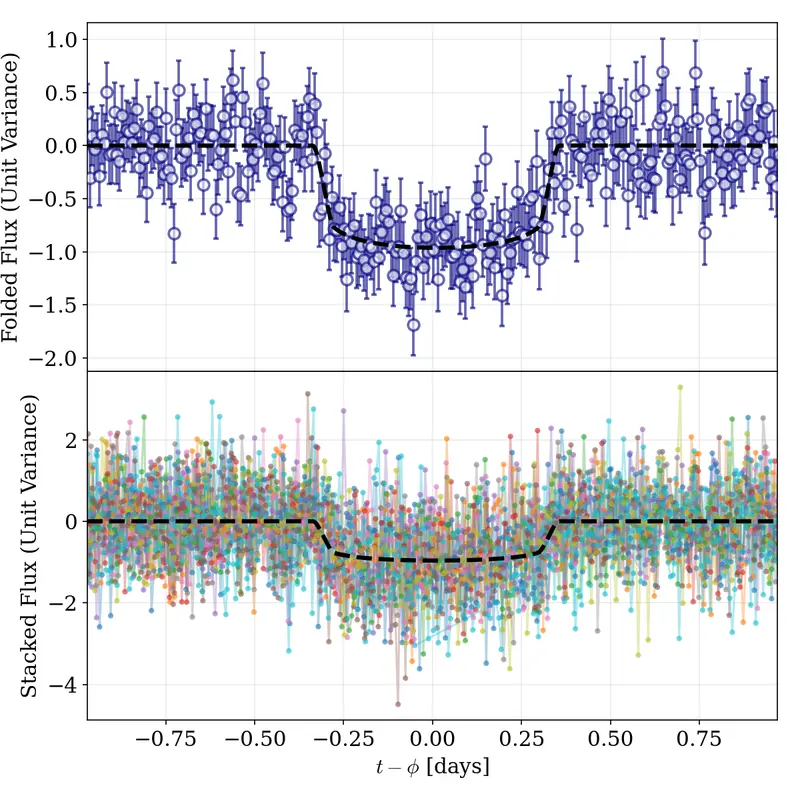 Folded Flux (Unit Variance)
1.0
0.5
0.0
−0.5
−1.0
−1.5
−2.0
Stacked Flux (Unit Variance)
2
0
−2
−4
−0.75 −0.50 −0.25 0.00 0.25 0.50 0.75
t − ϕ [days]